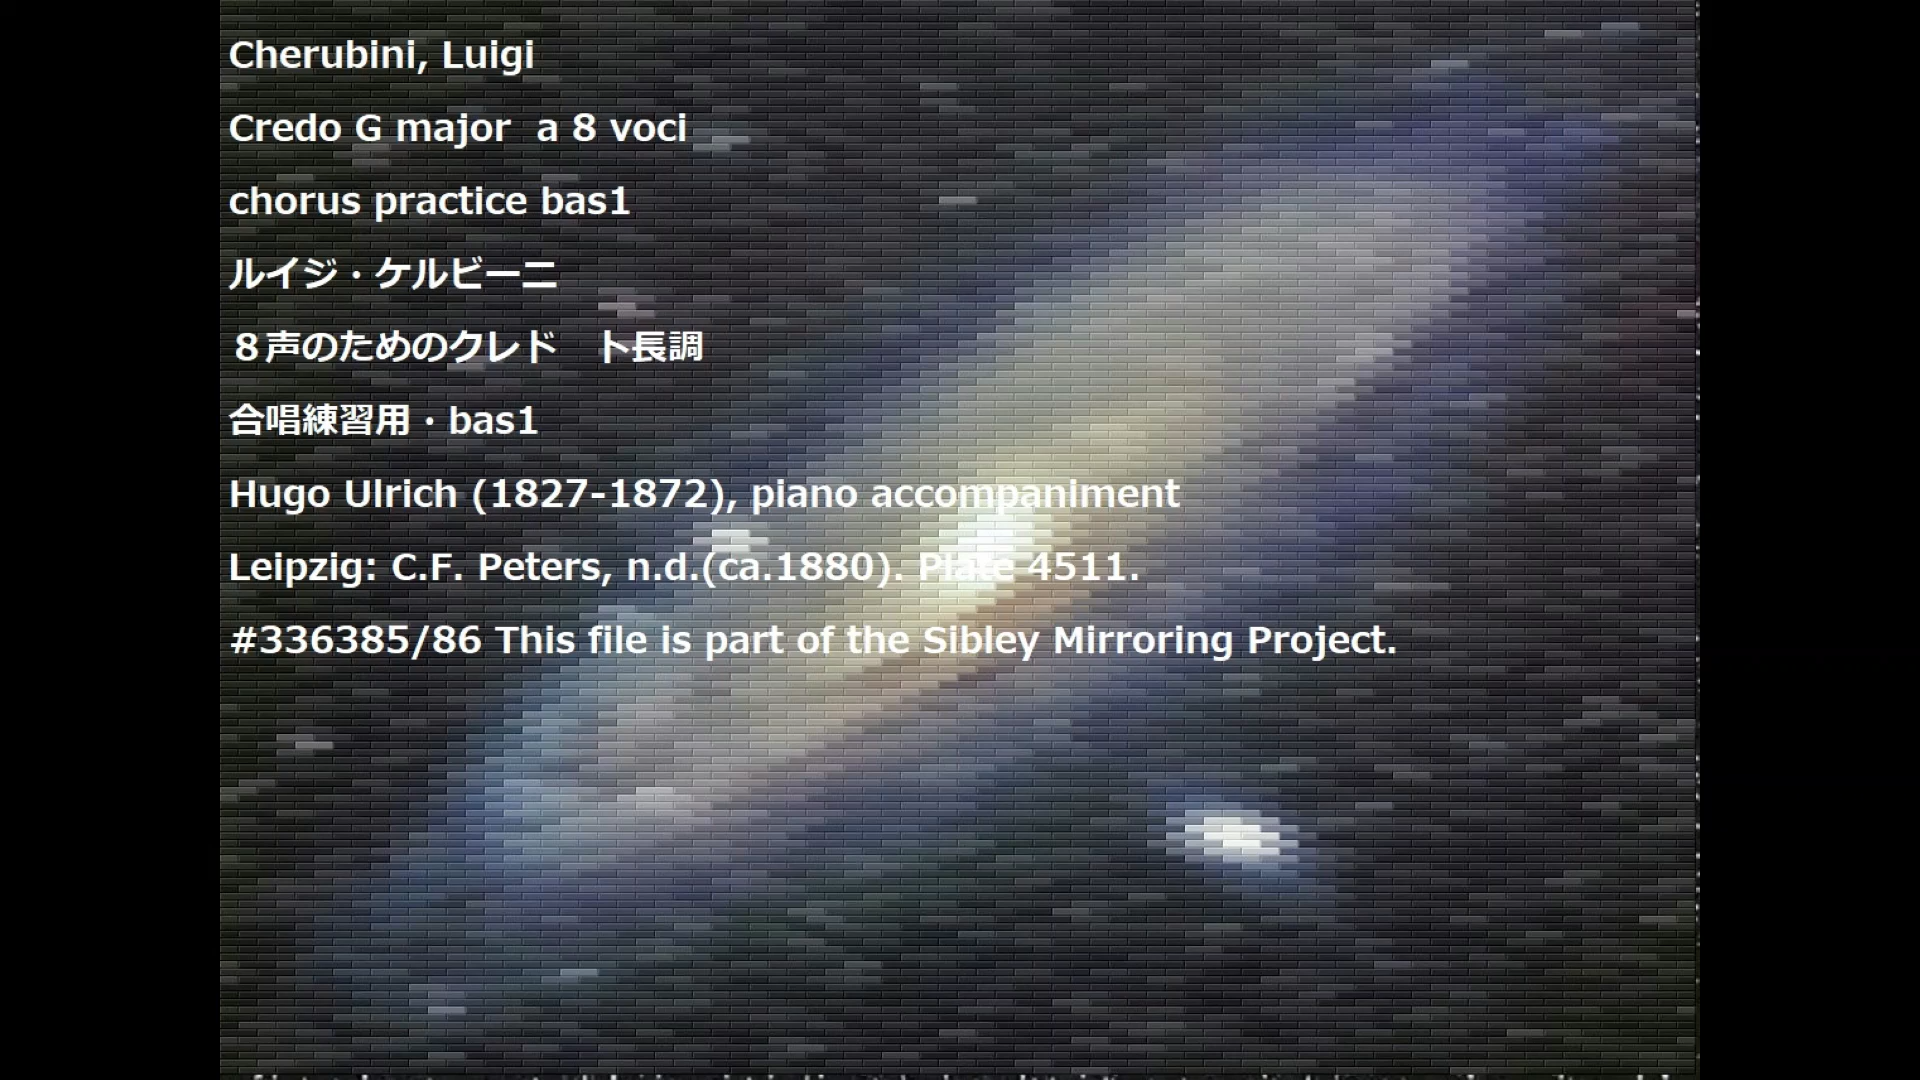 Cherubini, Luigi
Credo G major  a 8 voci
chorus practice bas1
ルイジ・ケルビーニ
８声のためのクレド　ト長調
合唱練習用・bas1
Hugo Ulrich (1827-1872), piano accompaniment
Leipzig: C.F. Peters, n.d.(ca.1880). Plate 4511.
#336385/86 This file is part of the Sibley Mirroring Project.